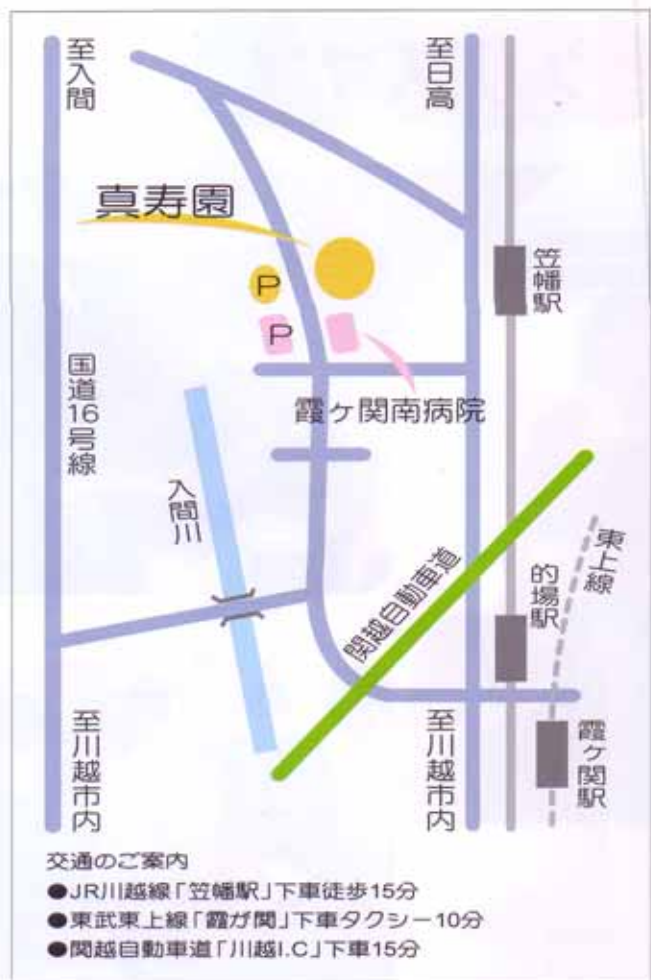 至入間
至日高
真寿園
笠幡駅
P
P
国道16号線
霞ヶ関南病院
入間川
東上線
的場駅
関越自動車道
至川越市内
至川越市内
霞ヶ関駅
交通のご案内
●JR川越線「笠幡駅」下車徒歩15分
●東武東上線「霞が関」下車タクシー10分
●関越自動車道「川越I.C」下車15分